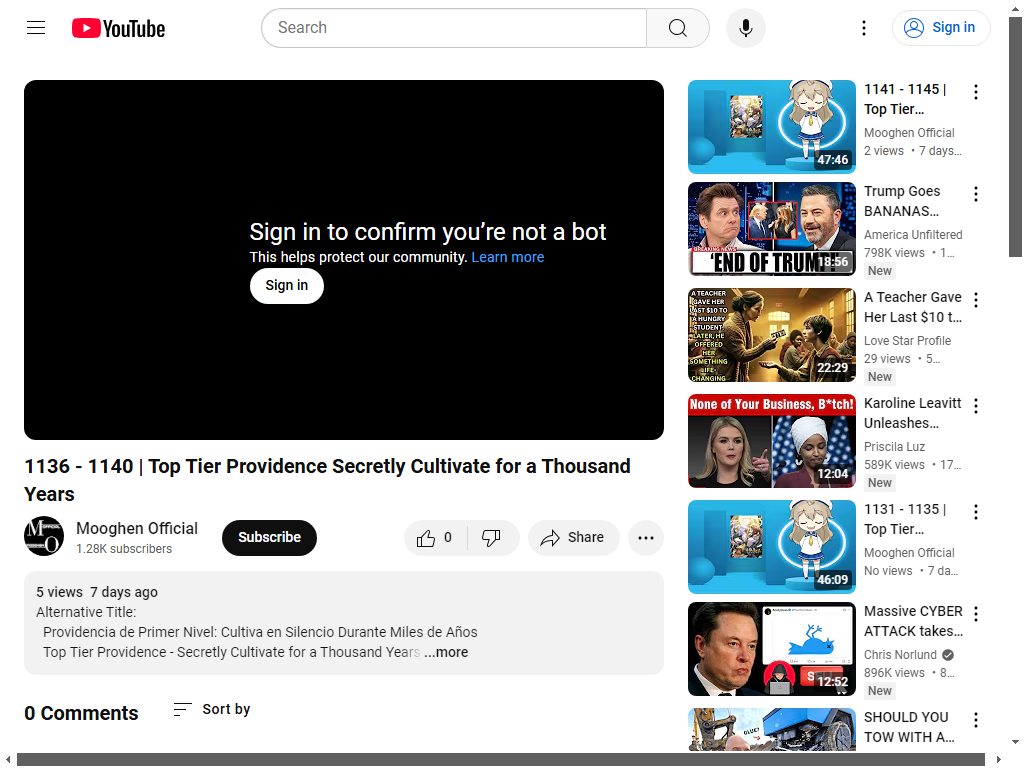 YouTube
Search
Sign in
Sign in to confirm you’re not a bot
This helps protect our community. Learn more
Sign in
1136 - 1140 | Top Tier Providence Secretly Cultivate for a Thousand
Years
Mooghen Official
1.28K subscribers
Subscribe
0
Share
5 views 7 days ago
Alternative Title:
Providencia de Primer Nivel: Cultiva en Silencio Durante Miles de Años
Top Tier Providence - Secretly Cultivate for a Thousand Years ...more
0 Comments
Sort by
47:46
1141 - 1145 |
Top Tier…
Mooghen Official
2 views • 7 days…
BREAKING NEWS
'END OF TRUMP!'
18:56
Trump Goes
BANANAS…
America Unfiltered
798K views • 1…
New
A TEACHER
GAVE HER
LAST $10 TO
A HUNGRY
STUDENT.
LATER, HE
OFFERED
HER
SOMETHING
LIFE-
CHANGING
22:29
A Teacher Gave
Her Last $10 t…
Love Star Profile
29 views • 5…
New
None of Your Business, B*tch!
12:04
Karoline Leavitt
Unleashes…
Priscila Luz
589K views • 17…
New
46:09
1131 - 1135 |
Top Tier…
Mooghen Official
No views • 7 da…
12:52
Massive CYBER
ATTACK takes…
Chris Norlund
896K views • 8…
New
GLUE?
SHOULD YOU
TOW WITH A…